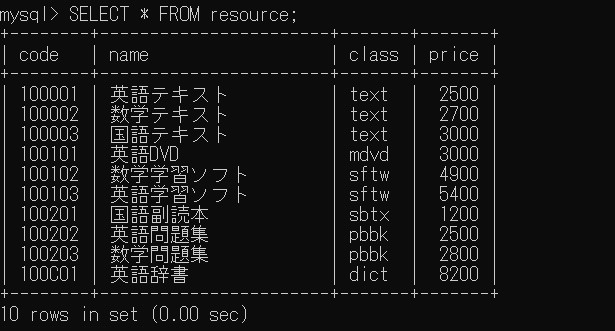 mysql> SELECT * FROM resource;
+--------+----------------------+-------+-------+
| code   | name                 | class | price |
+--------+----------------------+-------+-------+
| 100001 | 英語テキスト         | text  |  2500 |
| 100002 | 数学テキスト         | text  |  2700 |
| 100003 | 国語テキスト         | text  |  3000 |
| 100101 | 英語DVD              | mdvd  |  3000 |
| 100102 | 数学学習ソフト       | sftw  |  4900 |
| 100103 | 英語学習ソフト       | sftw  |  5400 |
| 100201 | 国語副読本           | sbtx  |  1200 |
| 100202 | 英語問題集           | pbbk  |  2500 |
| 100203 | 数学問題集           | pbbk  |  2800 |
| 100C01 | 英語辞書             | dict  |  8200 |
+--------+----------------------+-------+-------+
10 rows in set (0.00 sec)